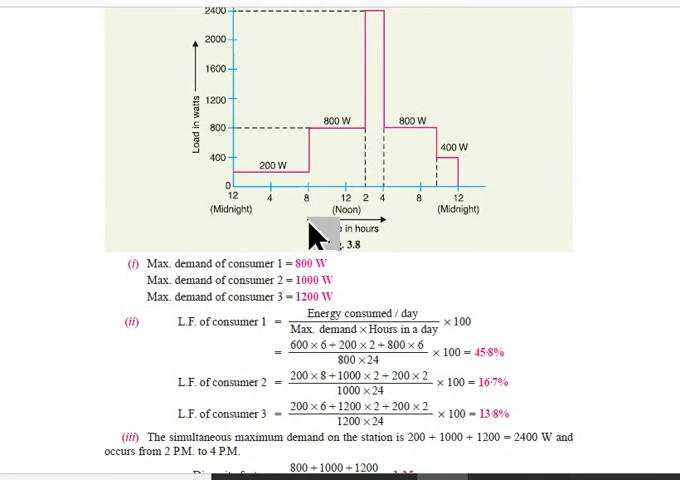 2400
2000
1600
1200
800
400
0
Load in watts
200 W
800 W
800 W
400 W
12 4 8 12 2 4 8 12
(Midnight) (Noon) (Midnight)
e in hours
g. 3.8
(i) Max. demand of consumer 1 = 800 W
Max. demand of consumer 2 = 1000 W
Max. demand of consumer 3 = 1200 W
(ii) L.F. of consumer 1 = Energy consumed / day
Max. demand × Hours in a day × 100
= 600 × 6 + 200 × 2 + 800 × 6
800 × 24 × 100 = 45·8%
L.F. of consumer 2 = 200 × 8 + 1000 × 2 + 200 × 2
1000 × 24 × 100 = 16·7%
L.F. of consumer 3 = 200 × 6 + 1200 × 2 + 200 × 2
1200 × 24 × 100 = 13·8%
(iii) The simultaneous maximum demand on the station is 200 + 1000 + 1200 = 2400 W and
occurs from 2 P.M. to 4 P.M.
800 + 1000 + 1200